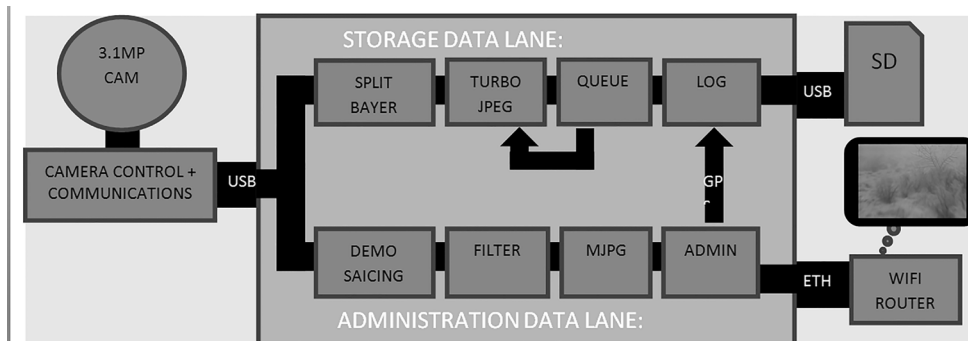 STORAGE DATA LANE:
3.1MP
CAM
SPLIT
BAYER
TURBO
JPEG
QUEUE
LOG
USB
SD
CAMERA CONTROL +
COMMUNICATIONS
USB
GP
DEMO
SAICING
FILTER
MJPG
ADMIN
ETH
WIFI
ROUTER
ADMINISTRATION DATA LANE: